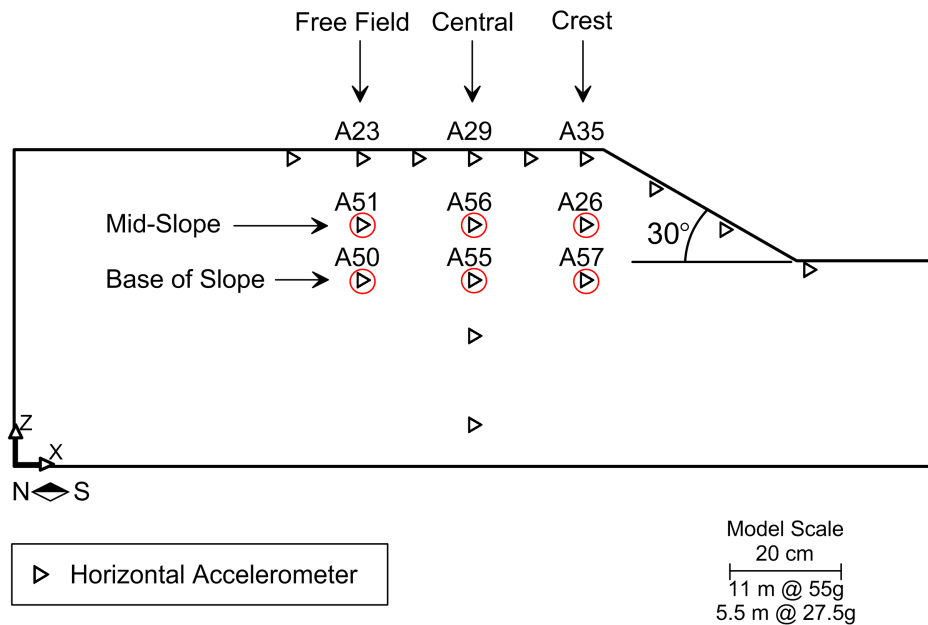 Free Field Central Crest
A23 A29 A35
A51 A56 A26
Mid-Slope
30°
A50 A55 A57
Base of Slope
Z
X
N S
Horizontal Accelerometer
Model Scale
20 cm
11 m @ 55g
5.5 m @ 27.5g